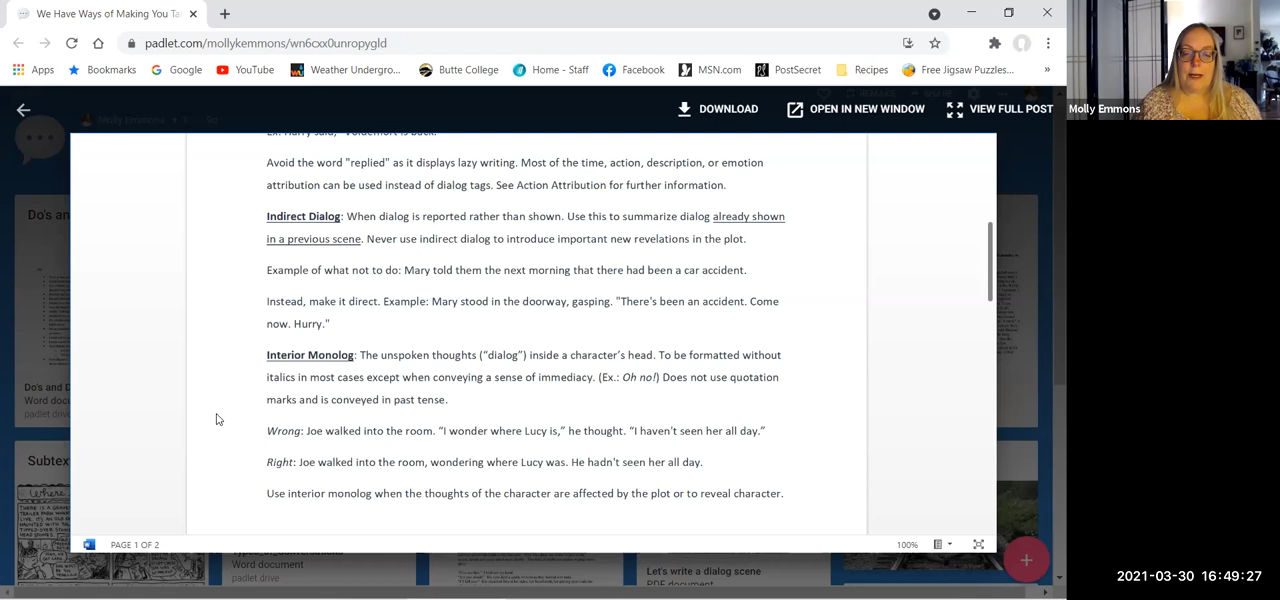 We Have Ways of Making You Ta
padlet.com/mollykemmons/wn6cxx0unropygld
Apps
Bookmarks
Google
YouTube
Weather Undergro...
Butte College
Home - Staff
Facebook
MSN.com
PostSecret
Recipes
Free Jigsaw Puzzles...
»
Molly Emmons
DOWNLOAD
OPEN IN NEW WINDOW
VIEW FULL POST
Ex: Harry said, "Voldemort is back."
Avoid the word "replied" as it displays lazy writing. Most of the time, action, description, or emotion
attribution can be used instead of dialog tags. See Action Attribution for further information.
Indirect Dialog: When dialog is reported rather than shown. Use this to summarize dialog already shown
in a previous scene. Never use indirect dialog to introduce important new revelations in the plot.
Example of what not to do: Mary told them the next morning that there had been a car accident.
Instead, make it direct. Example: Mary stood in the doorway, gasping. "There's been an accident. Come
now. Hurry."
Interior Monolog: The unspoken thoughts (“dialog”) inside a character’s head. To be formatted without
italics in most cases except when conveying a sense of immediacy. (Ex.: Oh no!) Does not use quotation
marks and is conveyed in past tense.
Wrong: Joe walked into the room. “I wonder where Lucy is,” he thought. “I haven't seen her all day.”
Right: Joe walked into the room, wondering where Lucy was. He hadn't seen her all day.
Use interior monolog when the thoughts of the character are affected by the plot or to reveal character.
PAGE 1 OF 2
100%
Do's an
Do's and D
Word docu
padlet drive
Subtex
Word document
padlet drive
Let's write a dialog scene
PDF document
2021-03-30 16:49:27